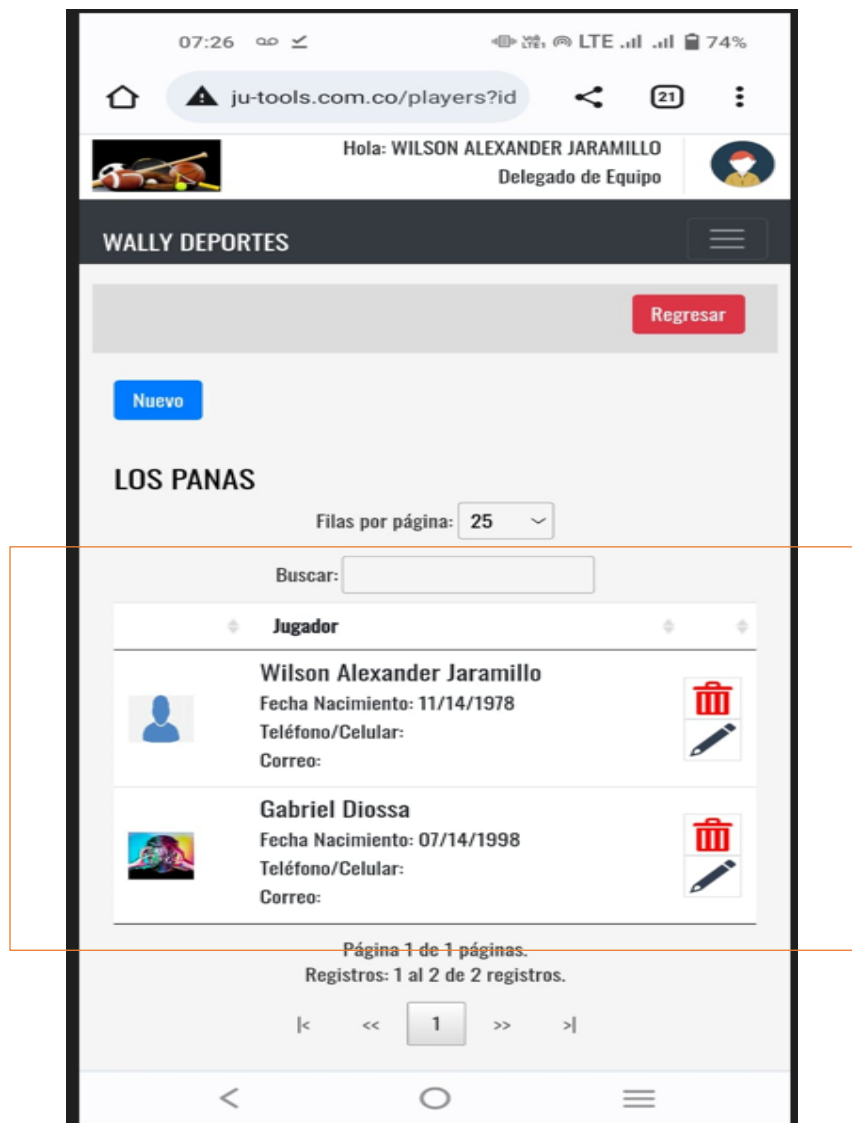 07:26 LTE 74%
ju-tools.com.co/players?id 21
Hola: WILSON ALEXANDER JARAMILLO
Delegado de Equipo
WALLY DEPORTES
Regresar
Nuevo
LOS PANAS
Filas por página: 25
Buscar:
Jugador
Wilson Alexander Jaramillo
Fecha Nacimiento: 11/14/1978
Teléfono/Celular:
Correo:
Gabriel Diossa
Fecha Nacimiento: 07/14/1998
Teléfono/Celular:
Correo:
Página 1 de 1 páginas.
Registros: 1 al 2 de 2 registros.
|< << 1 >> >|